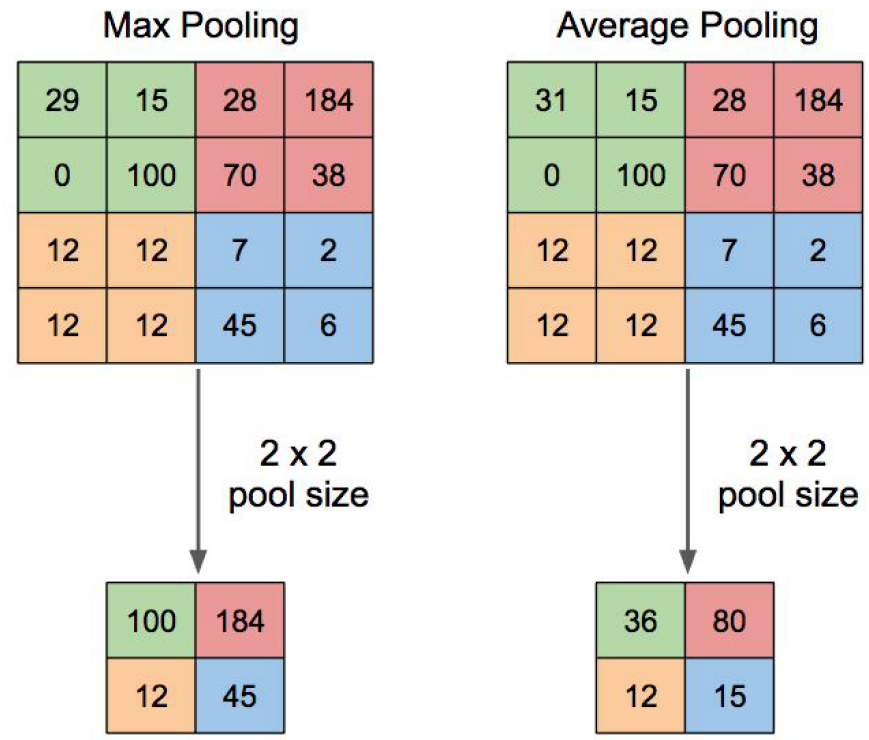 Max Pooling
29 15 28 184
0 100 70 38
12 12 7 2
12 12 45 6
2 x 2
pool size
100 184
12 45
Average Pooling
31 15 28 184
0 100 70 38
12 12 7 2
12 12 45 6
2 x 2
pool size
36 80
12 15